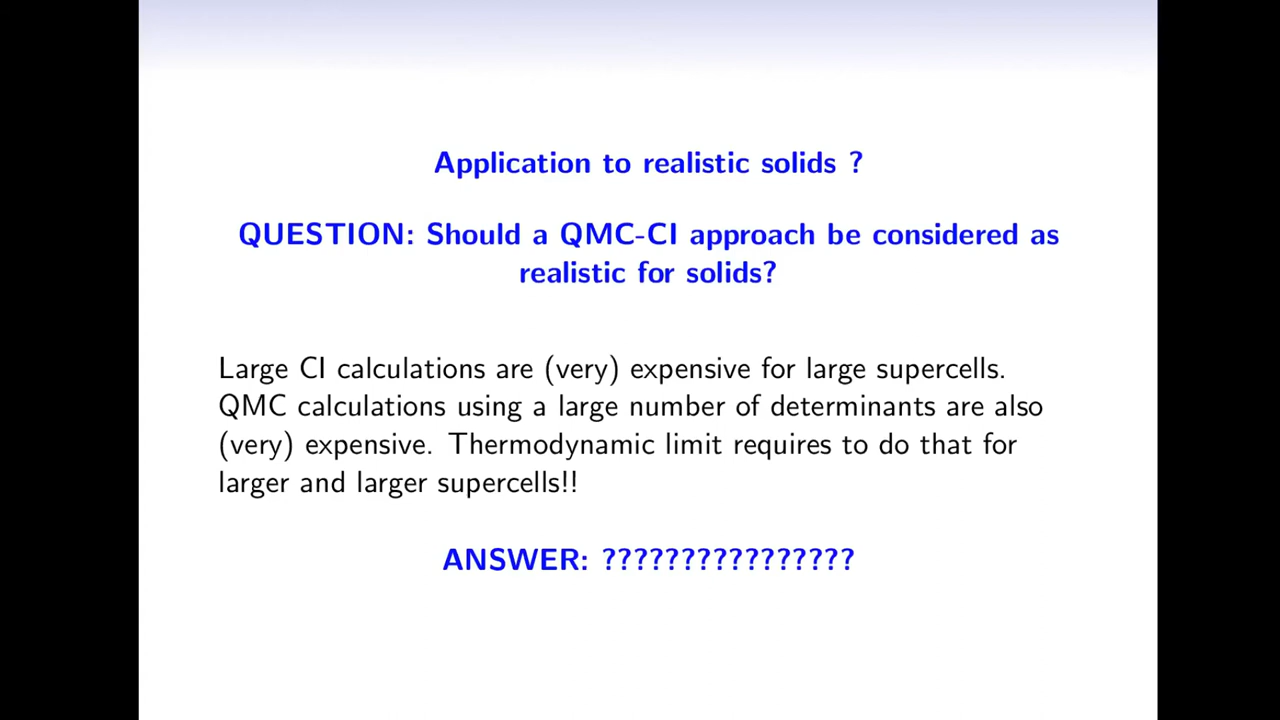 Application to realistic solids ?
QUESTION: Should a QMC-CI approach be considered as
realistic for solids?
Large CI calculations are (very) expensive for large supercells.
QMC calculations using a large number of determinants are also
(very) expensive. Thermodynamic limit requires to do that for
larger and larger supercells!!
ANSWER: ????????????????